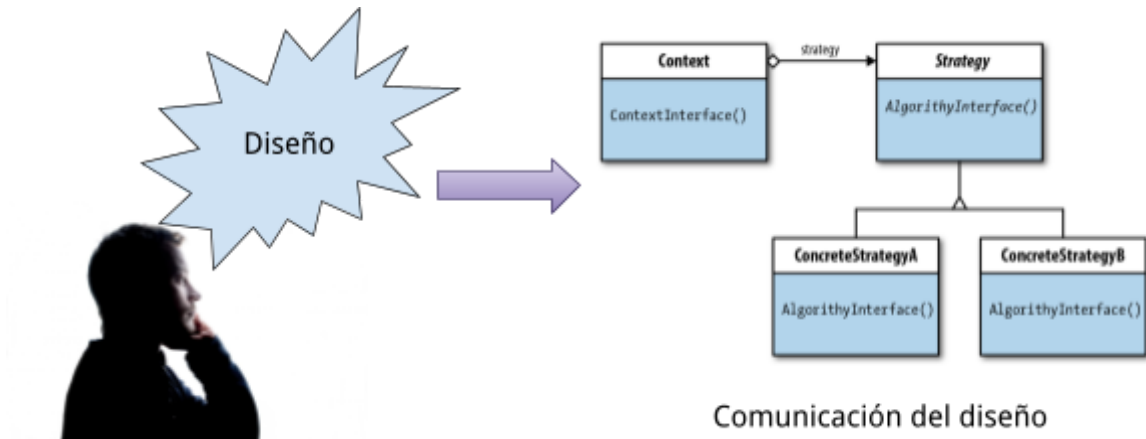 Diseño
Context
strategy
Strategy
ContextInterface()
AlgorithyInterface()
ConcreteStrategyA
ConcreteStrategyB
AlgorithyInterface()
AlgorithyInterface()
Comunicación del diseño